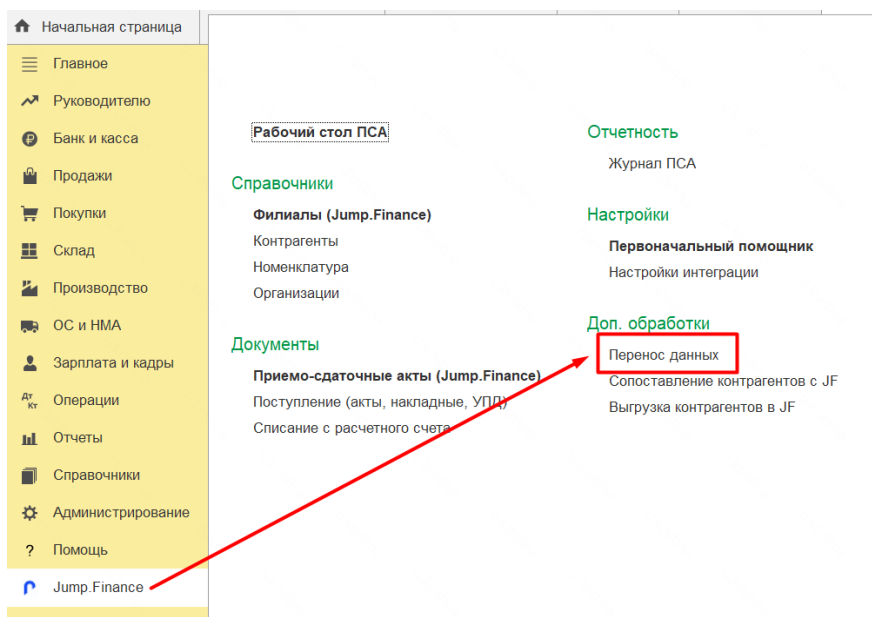 Начальная страница
Главное
Руководителю
Банк и касса
Продажи
Покупки
Склад
Производство
ОС и НМА
Зарплата и кадры
Дт
Кт
Операции
Отчеты
Справочники
Администрирование
? Помощь
Jump.Finance
Рабочий стол ПСА
Справочники
Филиалы (Jump.Finance)
Контрагенты
Номенклатура
Организации
Документы
Приемо-сдаточные акты (Jump.Finance)
Поступление (акты, накладные, УПД)
Списание с расчетного счета
Отчетность
Журнал ПСА
Настройки
Первоначальный помощник
Настройки интеграции
Доп. обработки
Перенос данных
Сопоставление контрагентов с JF
Выгрузка контрагентов в JF